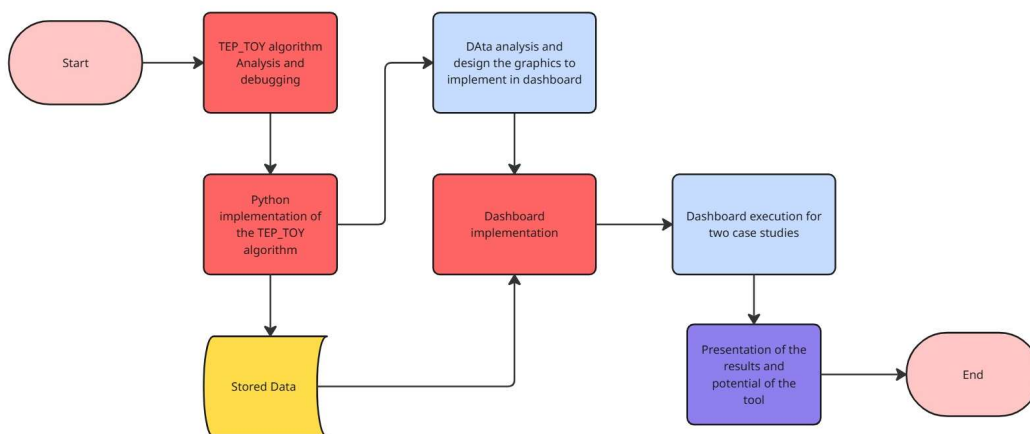 Start
TEP_TOY algorithm
Analysis and
debugging
DAta analysis and
design the graphics to
implement in dashboard
Python
implementation of
the TEP_TOY
algorithm
Dashboard
implementation
Dashboard execution for
two case studies
Stored Data
Presentation of the
results and
potential of the
tool
End